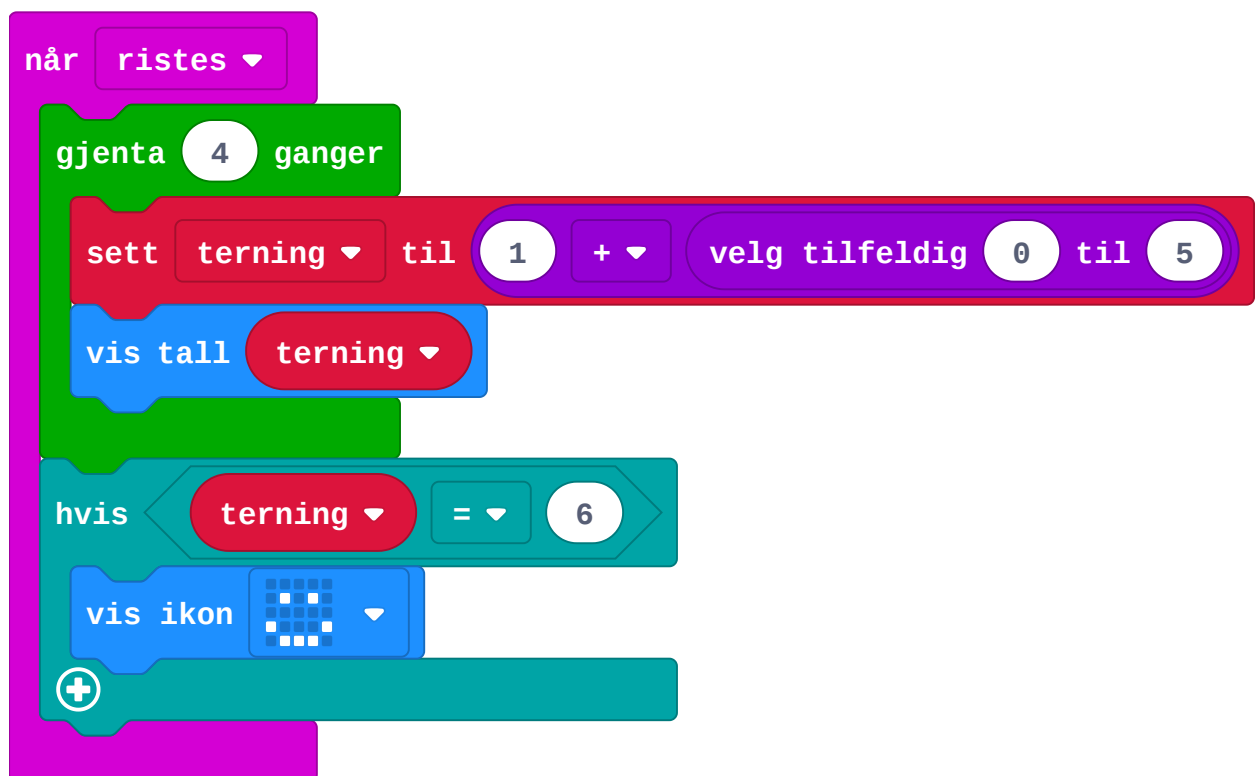 når ristes
gjenta 4 ganger
sett terning til 1 + velg tilfeldig 0 til 5
vis tall terning
hvis terning = 6
vis ikon